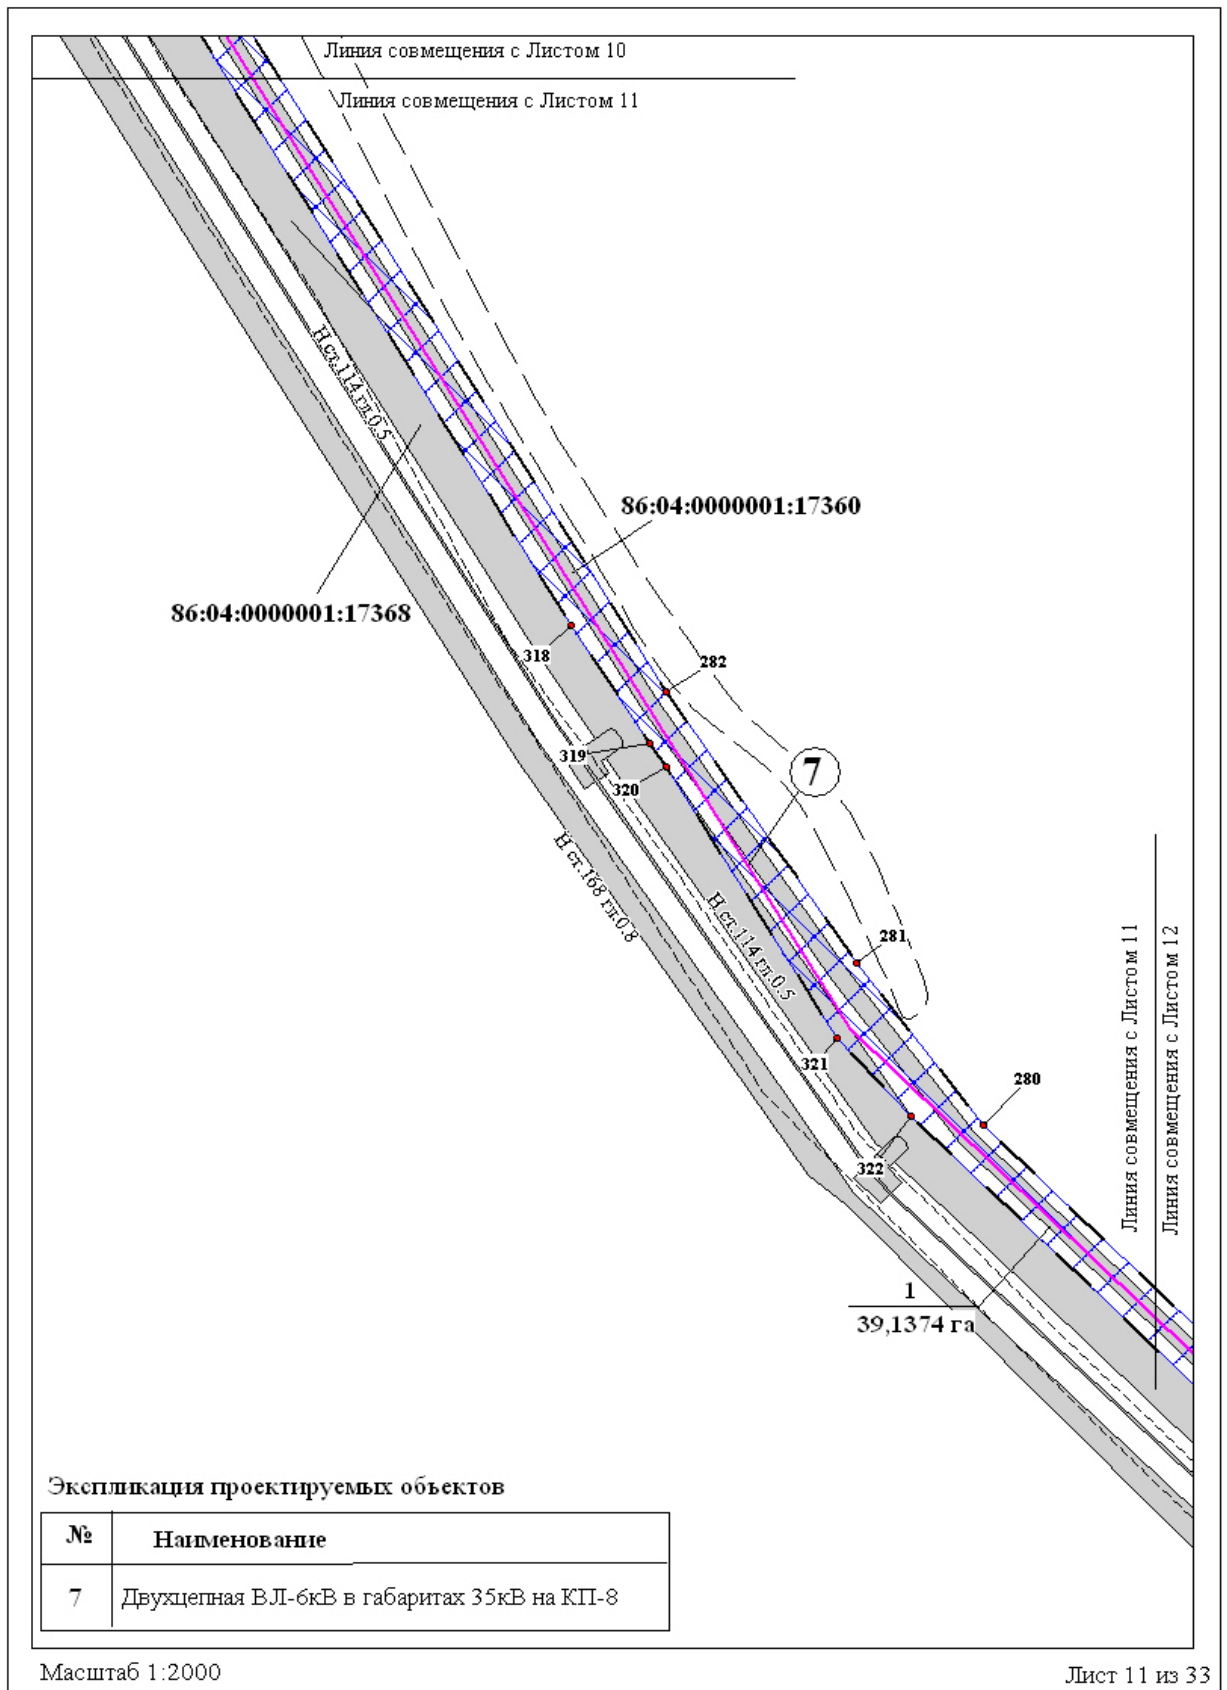 Линия совмещения с Листом 10
Линия совмещения с Листом 11
Н ст.114 гл.0.5
86:04:0000001:17360
86:04:0000001:17368
318
282
319
320
7
Н ст.168 гл.0.8
Н ст.114 гл.0.5
281
321
280
322
Линия совмещения с Листом 11
Линия совмещения с Листом 12
1
39,1374 га
Экспликация проектируемых объектов
№ Наименование
7 Двухцепная ВЛ-6кВ в габаритах 35кВ на КП-8
Масштаб 1:2000
Лист 11 из 33